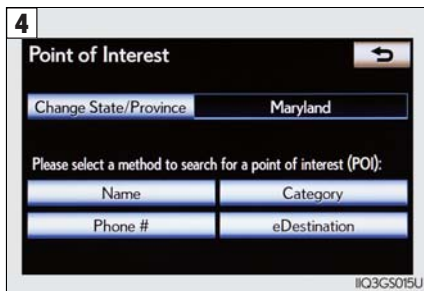 4
Point of Interest
Change State/Province Maryland
Please select a method to search for a point of interest (POI):
Name Category
Phone # eDestination
IIQ3GS015U